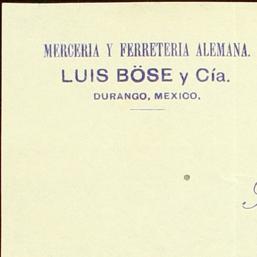 MERCERIA Y FERRETERIA ALEMANA.
LUIS BÖSE y Cía.
DURANGO, MEXICO,